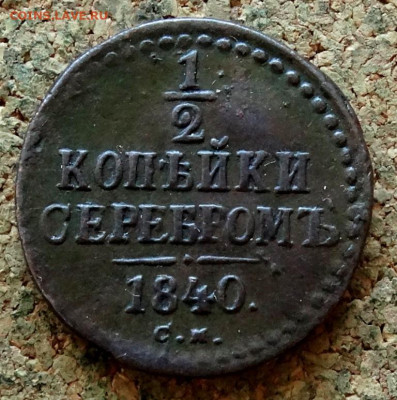 COINS.LAVE.RU
1
2
КОПѢЙКИ
СЕРЕБРОМЪ
1840.
С.М.